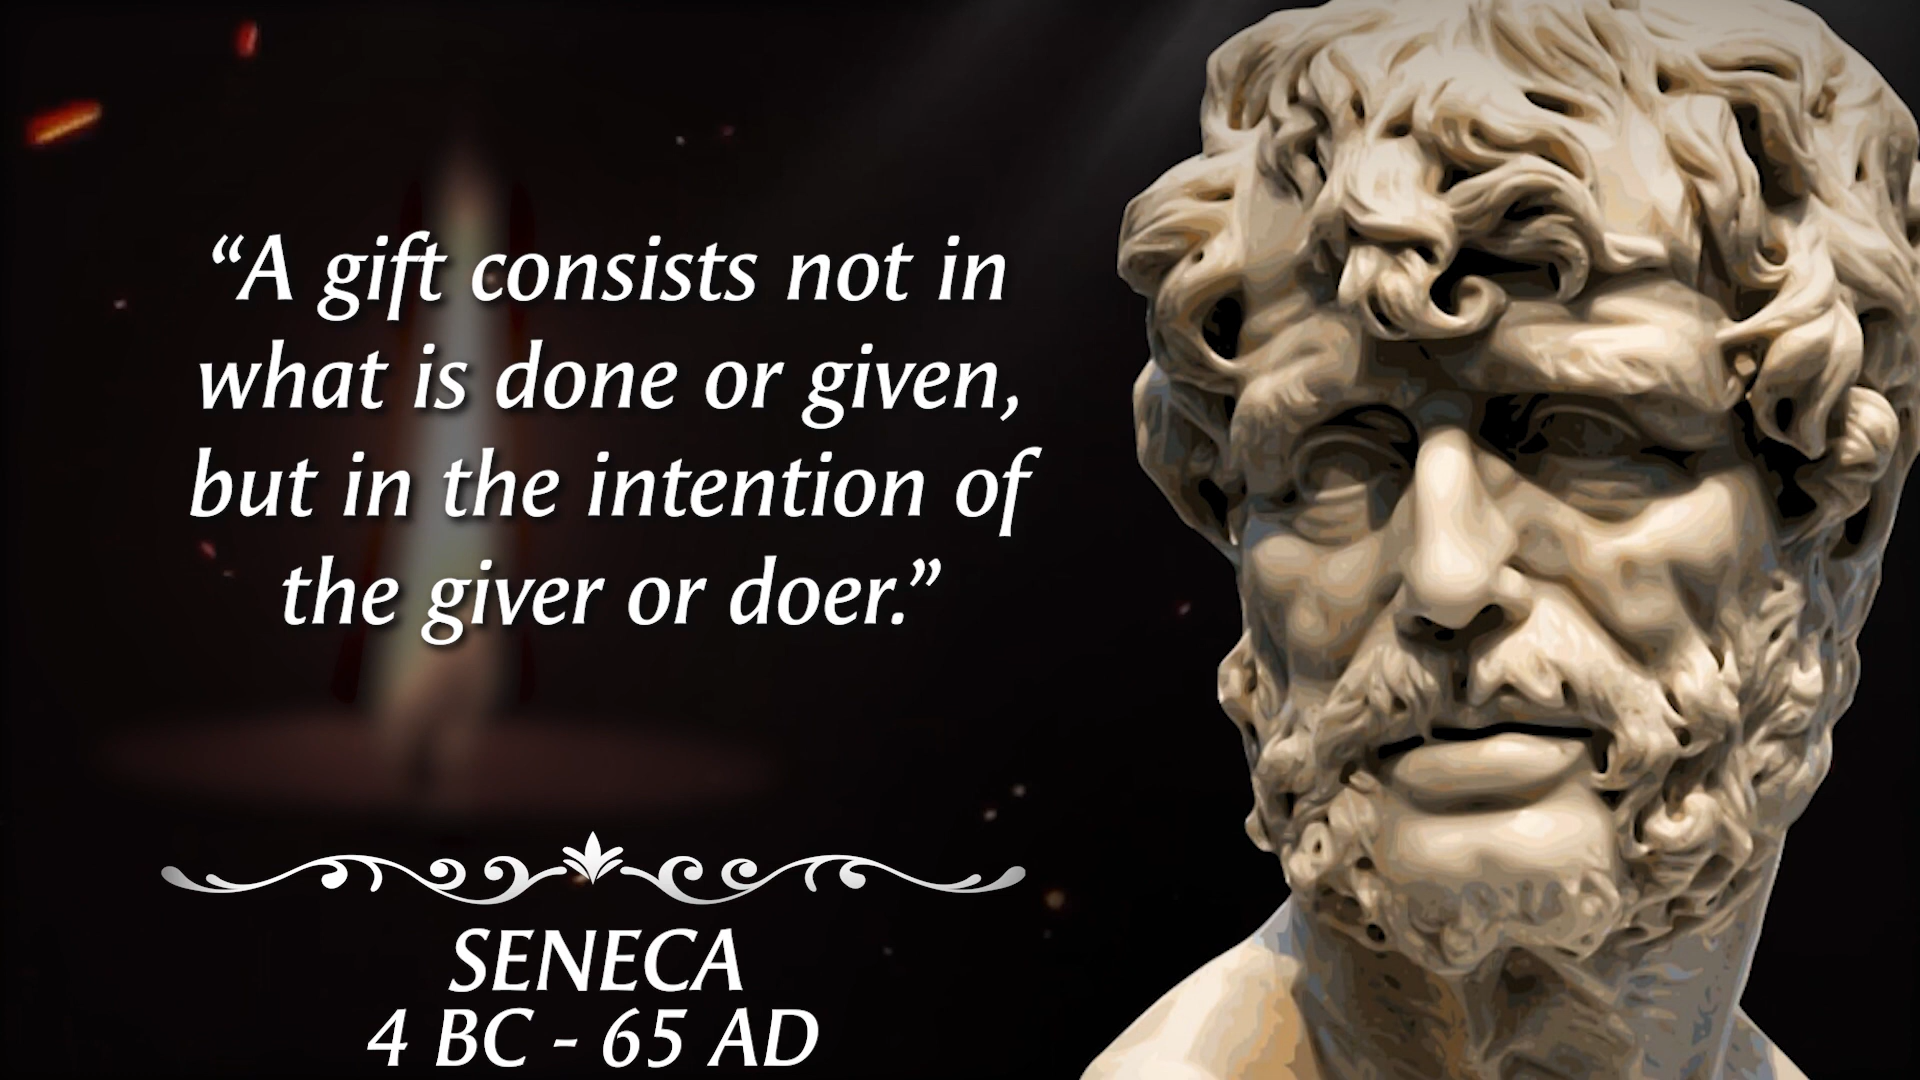 “A gift consists not in
what is done or given,
but in the intention of
the giver or doer.”
SENECA
4 BC - 65 AD